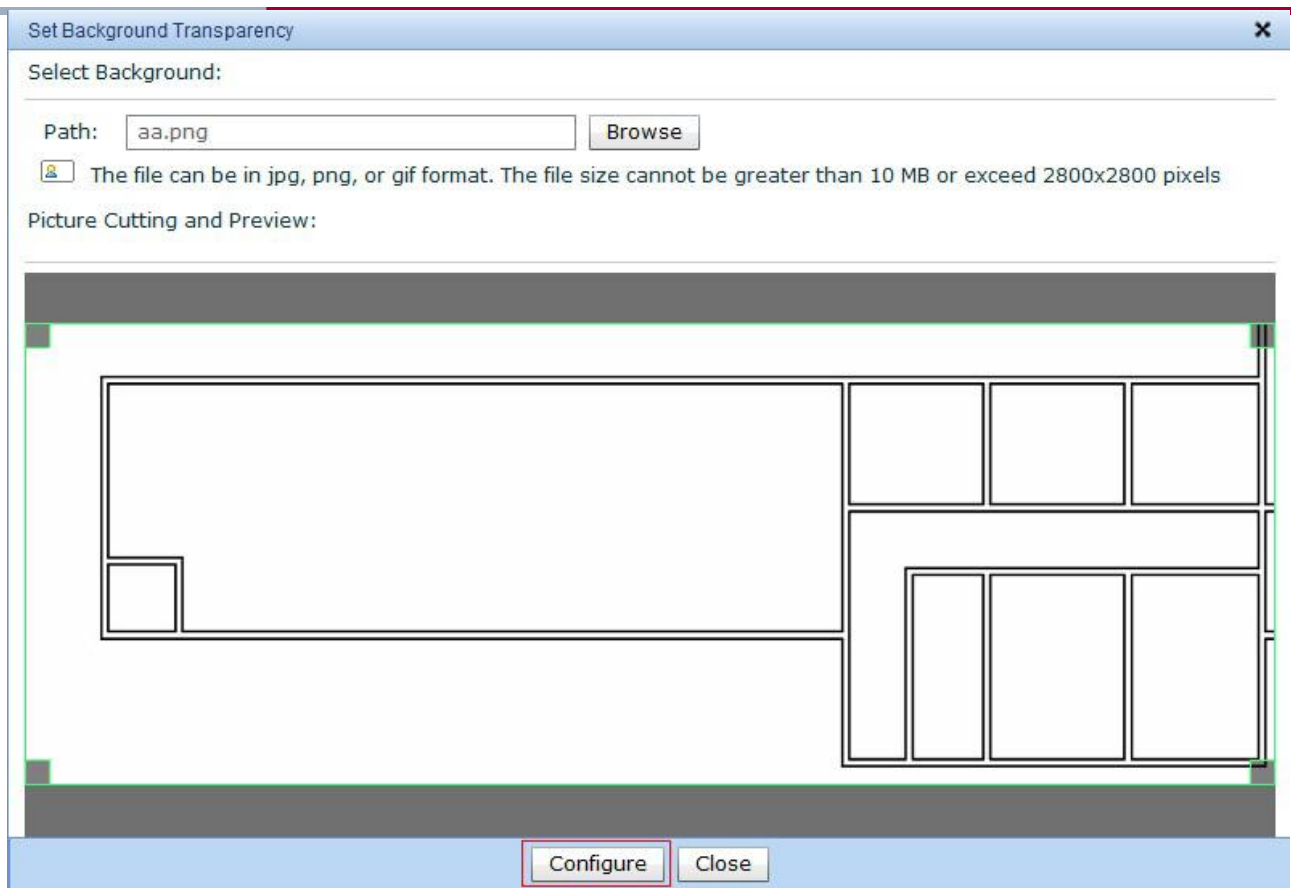 Set Background Transparency
Select Background:
Path: aa.png Browse
The file can be in jpg, png, or gif format. The file size cannot be greater than 10 MB or exceed 2800x2800 pixels
Picture Cutting and Preview:
Configure Close